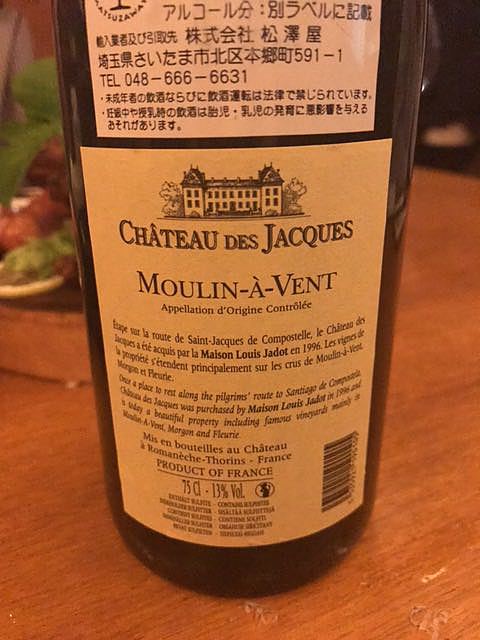 アルコール分：別ラベルに記載
輸入業者及び引取先 株式会社 松澤屋
埼玉県さいたま市北区本郷町591-1
TEL 048-666-6631
・未成年者の飲酒ならびに飲酒運転は法律で禁じられています。
・妊娠中や授乳時の飲酒は胎児・乳児の発育に悪影響を与える
おそれがあります。
CHÂTEAU DES JACQUES
MOULIN-À-VENT
Appellation d'Origine Contrôlée
Étape sur la route de Saint-Jacques de Compostelle, le Château des
Jacques a été acquis par la Maison Louis Jadot en 1996. Les vignes de
la propriété s'étendent principalement sur les crus de Moulin-à-Vent,
Morgon et Fleurie.
Once a place to rest along the pilgrims' route to Santiago de Compostela,
Château des Jacques was purchased by Maison Louis Jadot in 1996 and
is today a beautiful property including famous vineyards mainly in
Moulin-A-Vent, Morgon and Fleurie.
Mis en bouteilles au Château
à Romanèche-Thorins - France
PRODUCT OF FRANCE
75 Cl - 13% Vol.
ENTHÄLT SULFITE - CONTAINS SULPHITES